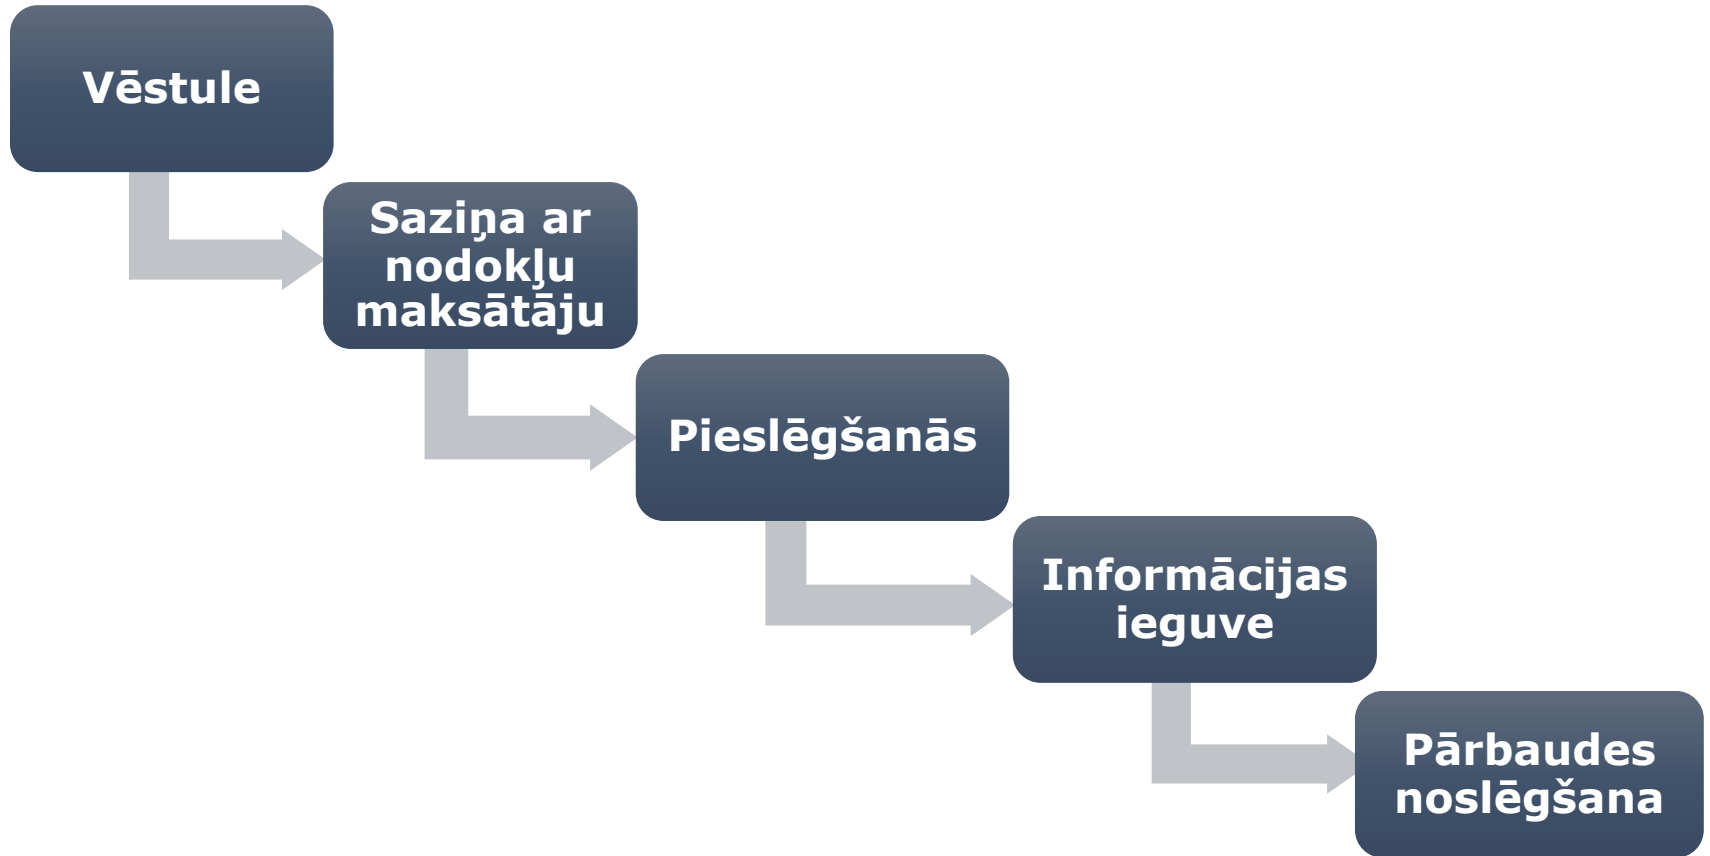 Vēstule
Saziņa ar
nodokļu
maksātāju
Pieslēgšanās
Informācijas
ieguve
Pārbaudes
noslēgšana